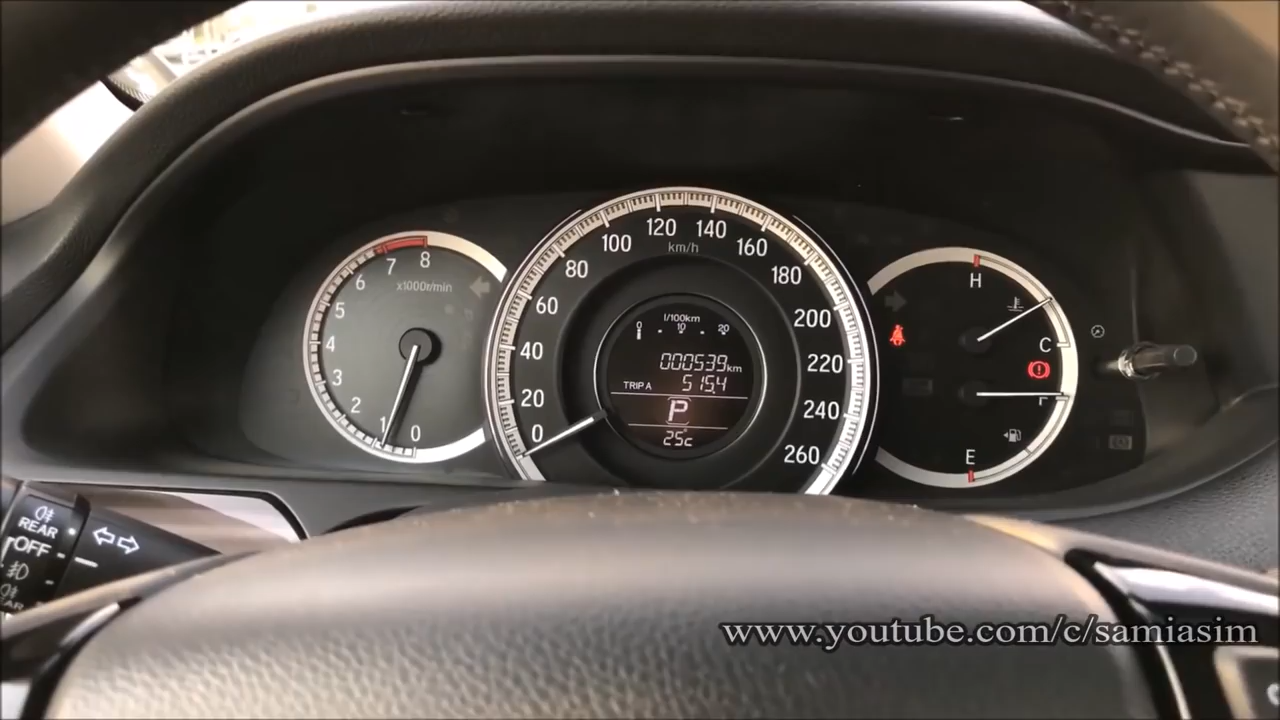 8
7
6
5
4
3
2
1
0
x1000r/min
0
20
40
60
80
100
120
140
160
180
200
220
240
260
km/h
l/100km
0 10 20
000539km
TRIP A 515.4
P
25c
H
C
F
E
REAR
OFF
www.youtube.com/c/samiasim